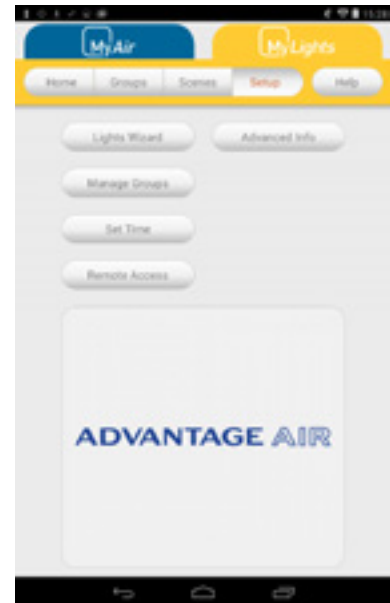 MyAir MyLights
Home Groups Scenes Setup Help
Lights Wizard Advanced Info
Manage Groups
Set Time
Remote Access
ADVANTAGE AIR